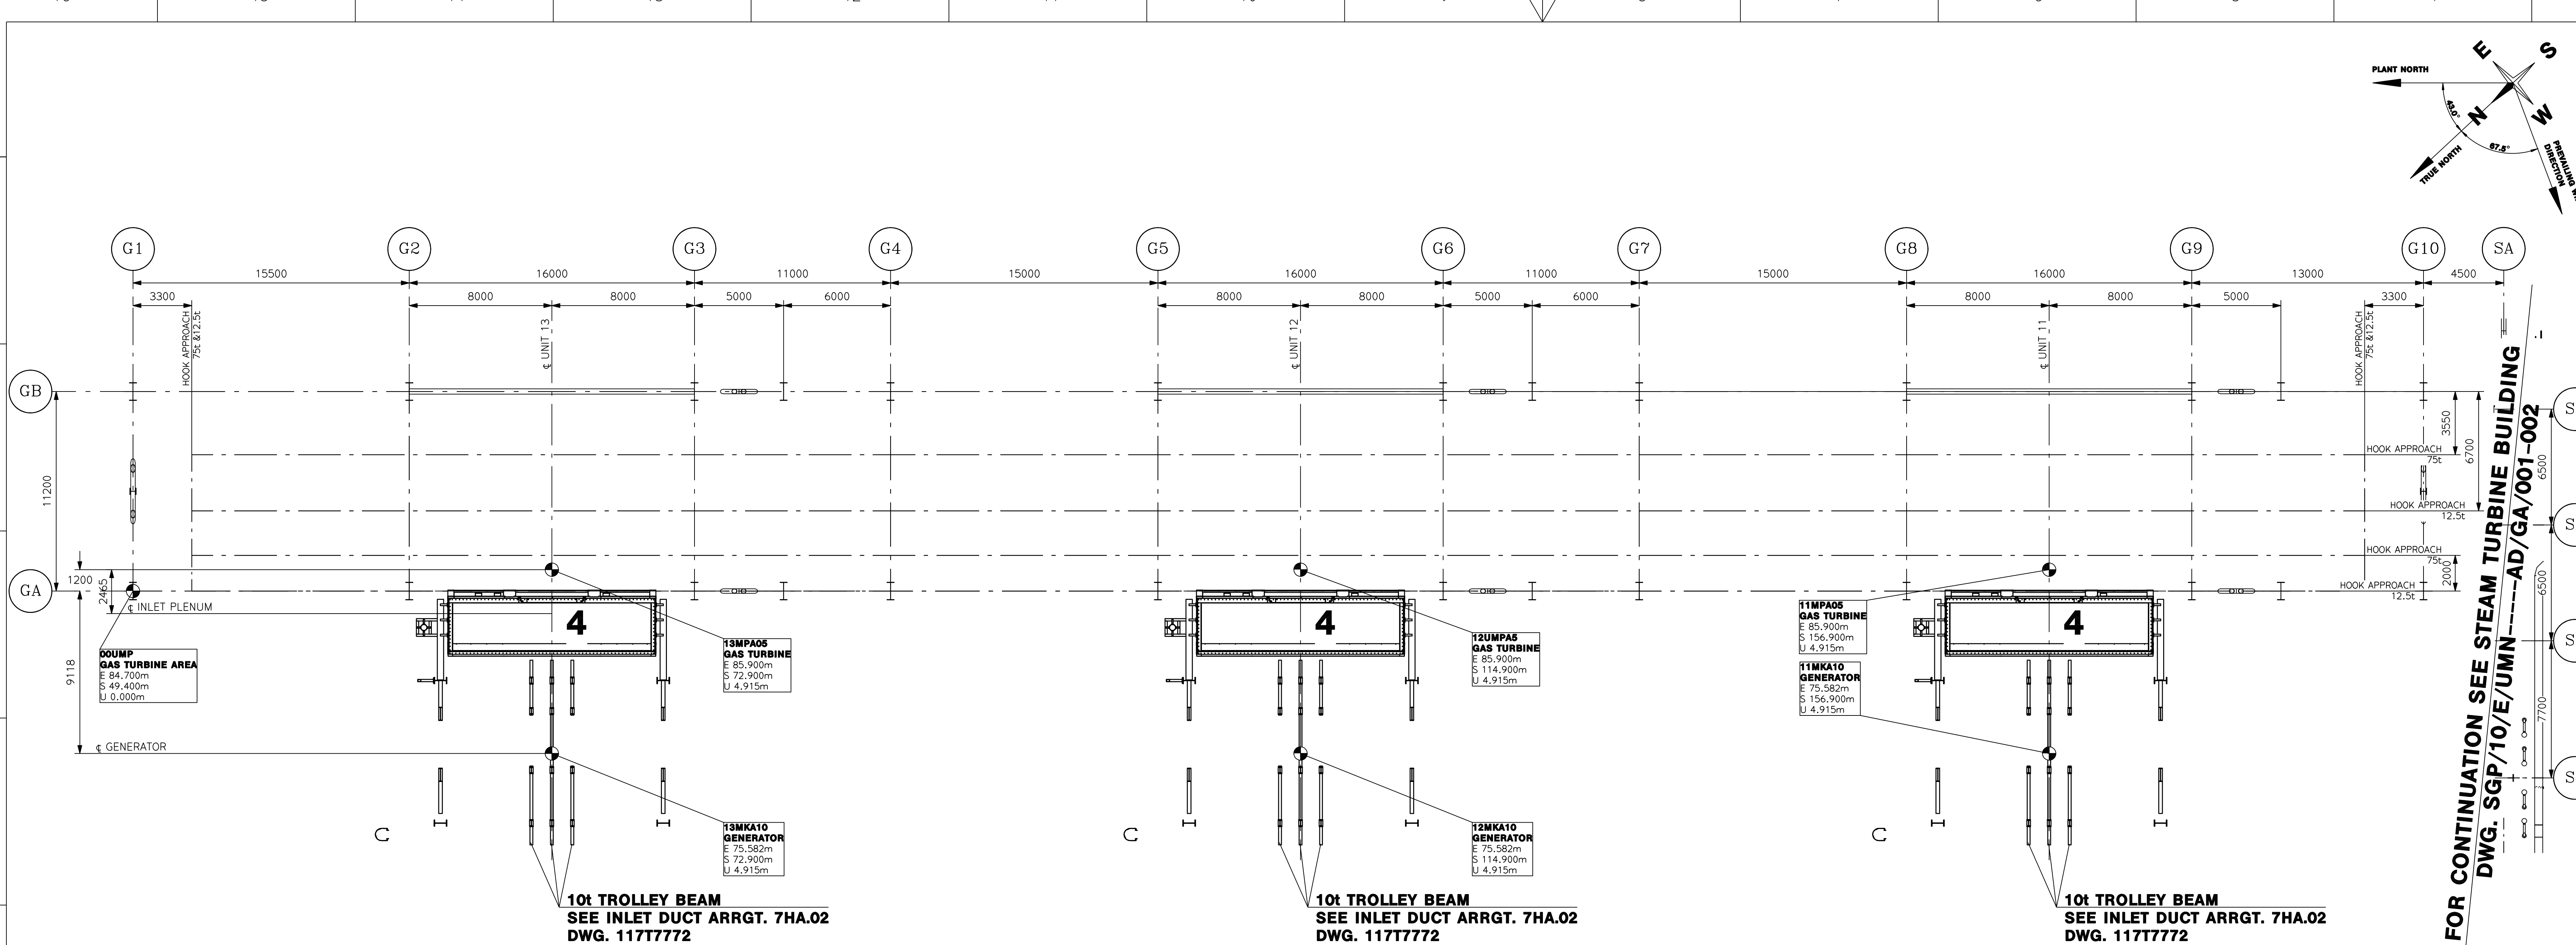 E
S
N
W
PLANT NORTH
43.0°
TRUE NORTH
67.5°
DIRECTION
G1
G2
G3
G4
G5
G6
G7
G8
G9
G10
SA
15500
16000
11000
15000
16000
11000
15000
16000
13000
4500
3300
8000
8000
5000
6000
8000
8000
5000
6000
8000
8000
5000
3300
HOOK APPROACH
75t &12.5t
℄ UNIT 13
℄ UNIT 12
℄ UNIT 11
HOOK APPROACH
75t &12.5t
GB
GA
11200
1200
2465
9118
3550
6700
2000
6500
6500
7700
HOOK APPROACH
75t
HOOK APPROACH
12.5t
HOOK APPROACH
75t
HOOK APPROACH
12.5t
℄ INLET PLENUM
℄ GENERATOR
00UMP
GAS TURBINE AREA
E 84.700m
S 49.400m
U 0.000m
4
4
4
13MPA05
GAS TURBINE
E 85.900m
S 72.900m
U 4.915m
12UMPA5
GAS TURBINE
E 85.900m
S 114.900m
U 4.915m
11MPA05
GAS TURBINE
E 85.900m
S 156.900m
U 4.915m
11MKA10
GENERATOR
E 75.582m
S 156.900m
U 4.915m
13MKA10
GENERATOR
E 75.582m
S 72.900m
U 4.915m
12MKA10
GENERATOR
E 75.582m
S 114.900m
U 4.915m
10t TROLLEY BEAM
SEE INLET DUCT ARRGT. 7HA.02
DWG. 117T7772
10t TROLLEY BEAM
SEE INLET DUCT ARRGT. 7HA.02
DWG. 117T7772
10t TROLLEY BEAM
SEE INLET DUCT ARRGT. 7HA.02
DWG. 117T7772
FOR CONTINUATION SEE STEAM TURBINE BUILDING
DWG. SGP/10/E/UMN-----AD/GA/001-002